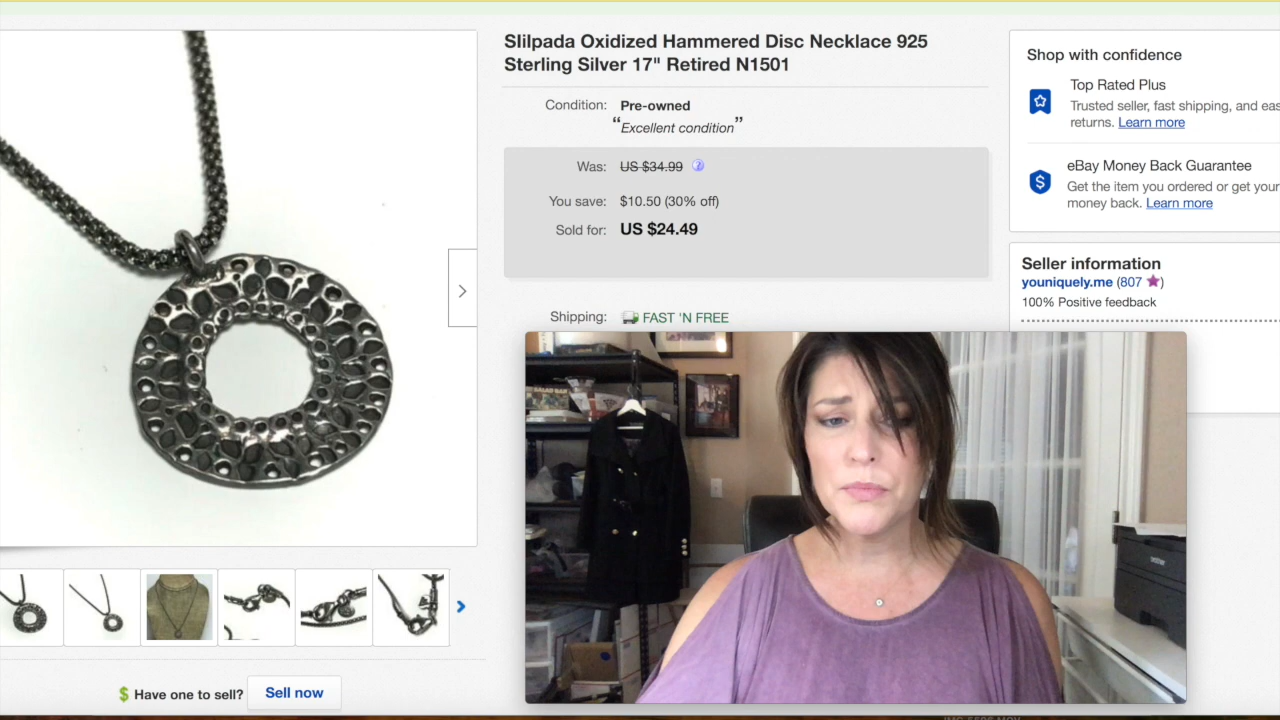 SIilpada Oxidized Hammered Disc Necklace 925
Sterling Silver 17" Retired N1501
Condition: Pre-owned
“Excellent condition”
Was: US $34.99
You save: $10.50 (30% off)
Sold for: US $24.49
Shipping: FAST 'N FREE
Shop with confidence
Top Rated Plus
Trusted seller, fast shipping, and eas
returns. Learn more
eBay Money Back Guarantee
Get the item you ordered or get your
money back. Learn more
Seller information
youniquely.me (807)
100% Positive feedback
Have one to sell? Sell now
brother